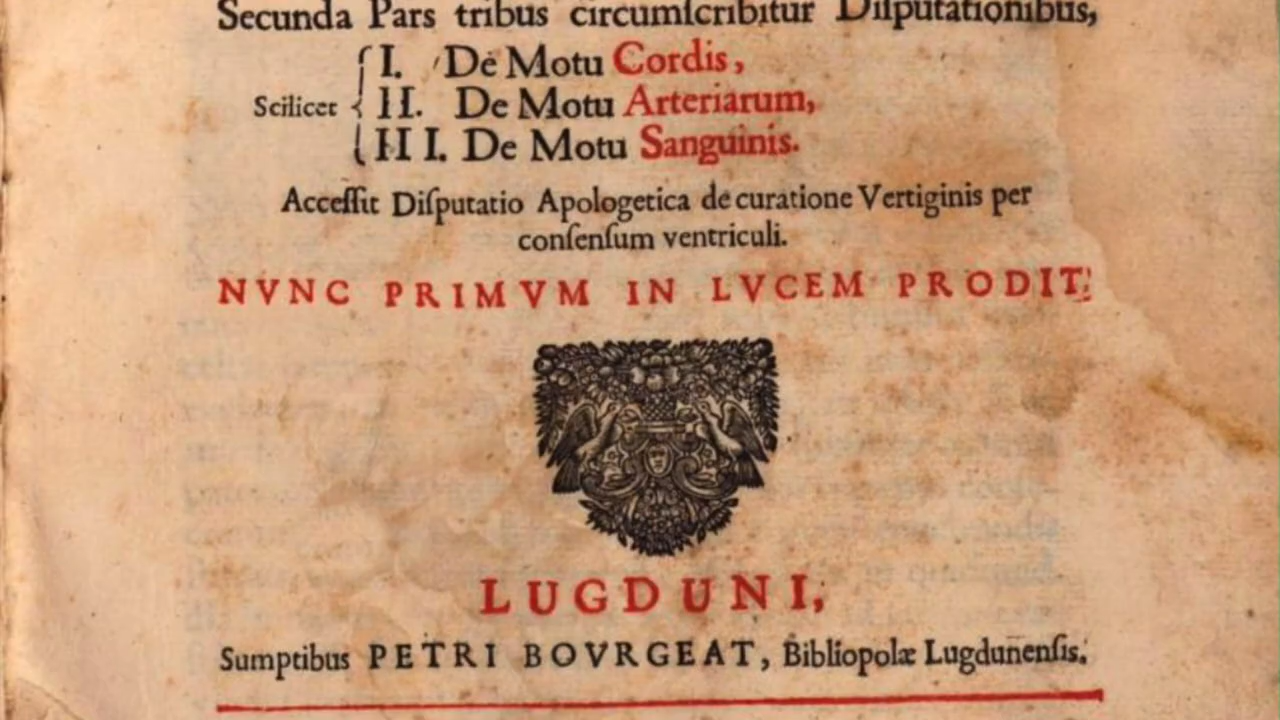 Secunda Pars tribus circumſcribitur Diſputationibus,
I. De Motu Cordis,
Scilicet II. De Motu Arteriarum,
III. De Motu Sanguinis.
Acceſſit Diſputatio Apologetica de curatione Vertiginis per
conſenſum ventriculi.
NVNC PRIMVM IN LVCEM PRODIT.
LUGDUNI,
Sumptibus PETRI BOVRGEAT, Bibliopolæ Lugdunenſis.